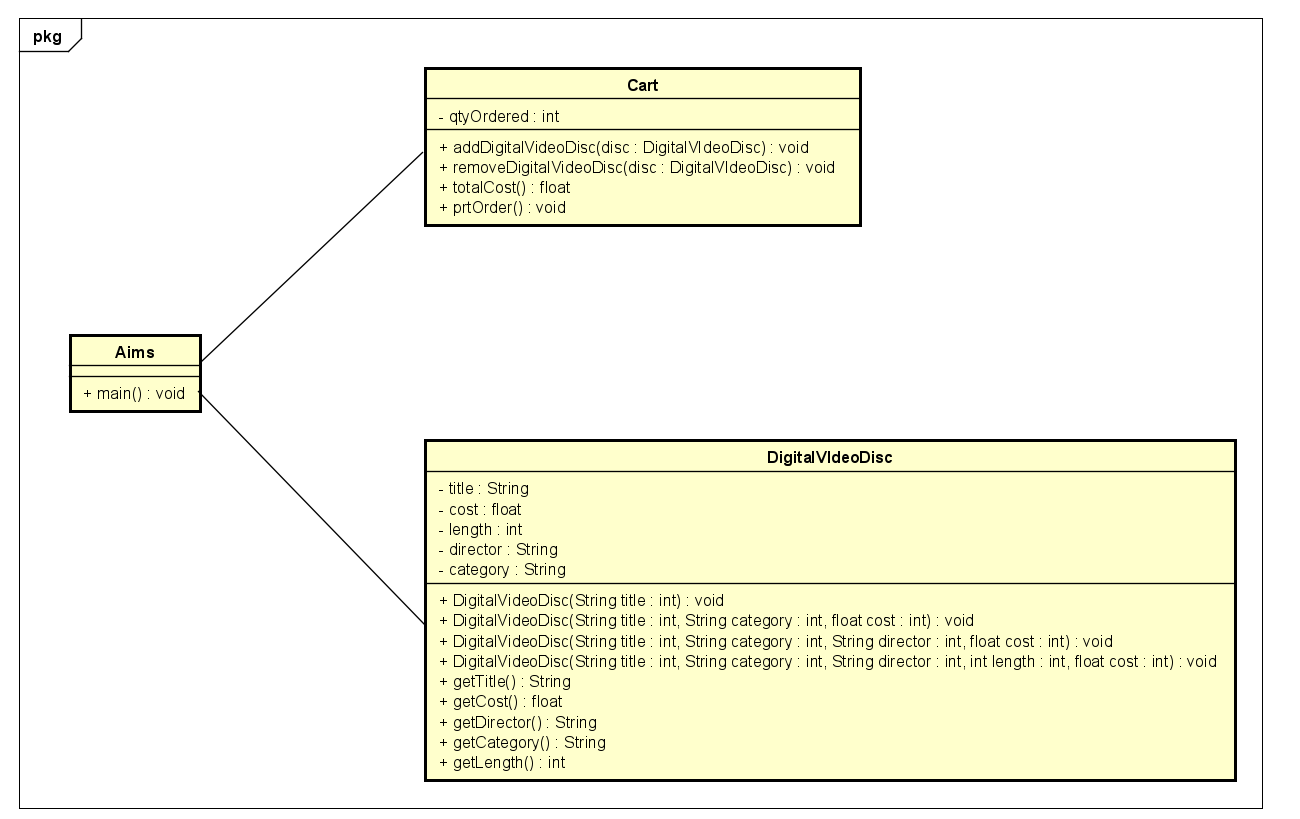 pkg
Cart
- qtyOrdered : int
+ addDigitalVideoDisc(disc : DigitalVIdeoDisc) : void
+ removeDigitalVideoDisc(disc : DigitalVIdeoDisc) : void
+ totalCost() : float
+ prtOrder() : void
Aims
+ main() : void
DigitalVIdeoDisc
- title : String
- cost : float
- length : int
- director : String
- category : String
+ DigitalVideoDisc(String title : int) : void
+ DigitalVideoDisc(String title : int, String category : int, float cost : int) : void
+ DigitalVideoDisc(String title : int, String category : int, String director : int, float cost : int) : void
+ DigitalVideoDisc(String title : int, String category : int, String director : int, int length : int, float cost : int) : void
+ getTitle() : String
+ getCost() : float
+ getDirector() : String
+ getCategory() : String
+ getLength() : int